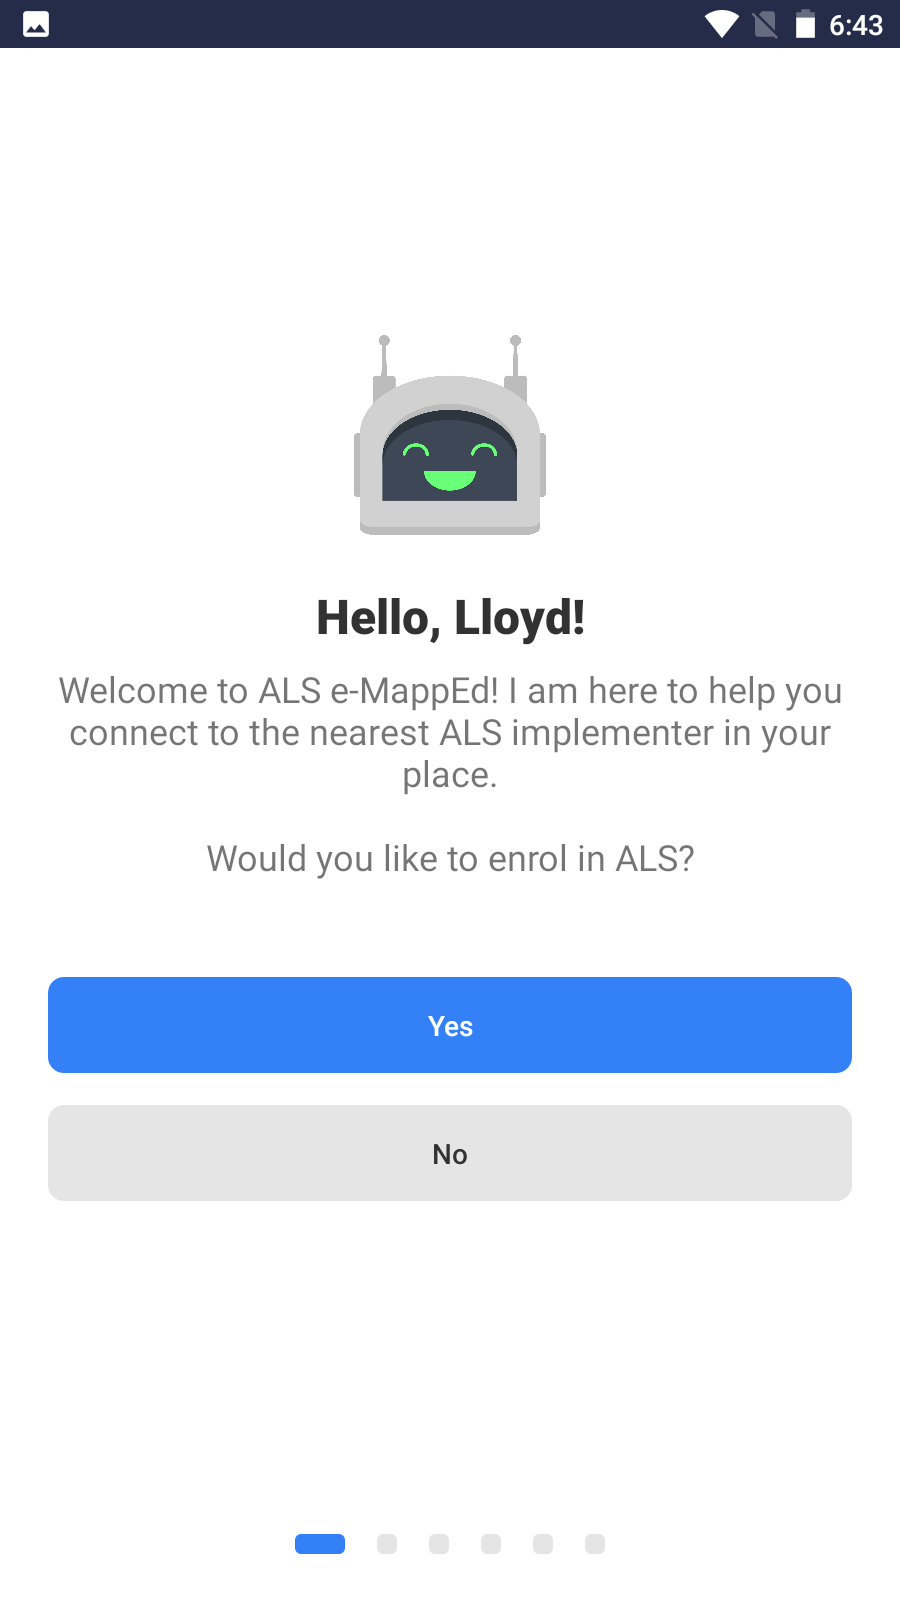 6:43
Hello, Lloyd!
Welcome to ALS e-MappEd! I am here to help you
connect to the nearest ALS implementer in your
place.
Would you like to enrol in ALS?
Yes
No